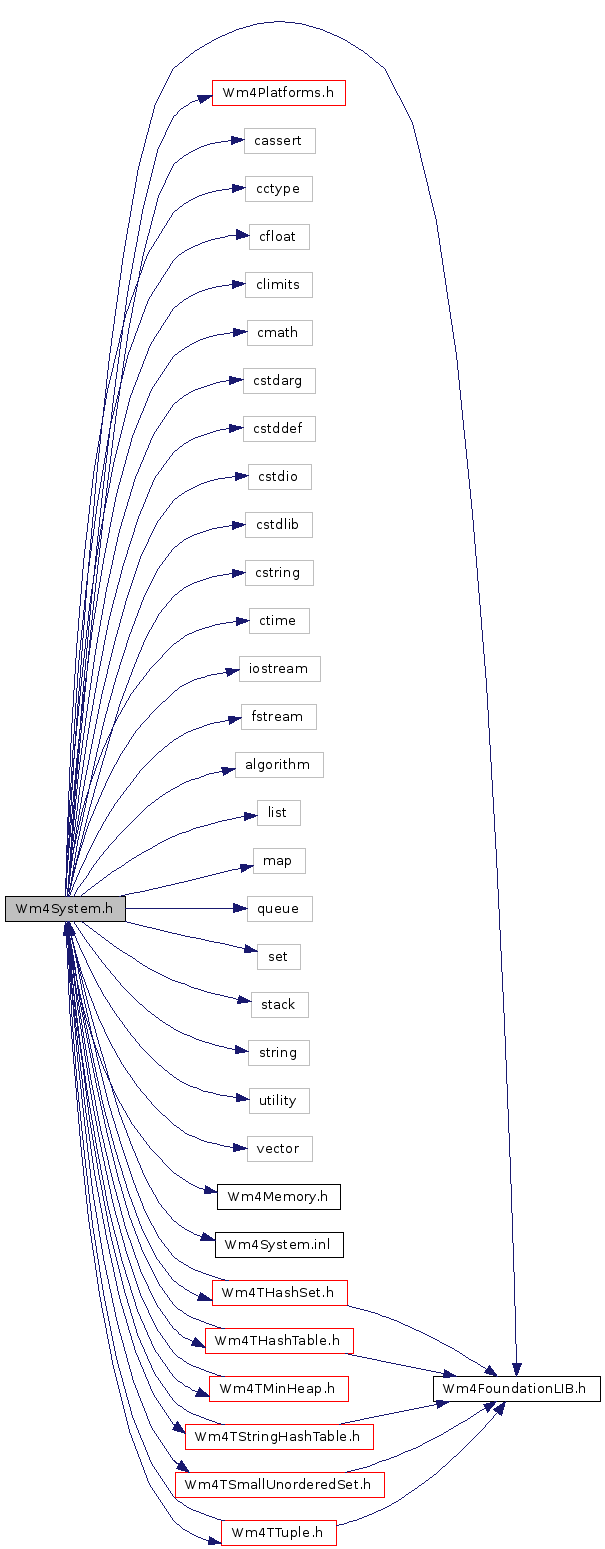 Wm4Platforms.h
cassert
cctype
cfloat
climits
cmath
cstdarg
cstddef
cstdio
cstdlib
cstring
ctime
iostream
fstream
algorithm
list
map
Wm4System.h
queue
set
stack
string
utility
vector
Wm4Memory.h
Wm4System.inl
Wm4THashSet.h
Wm4THashTable.h
Wm4TMinHeap.h
Wm4FoundationLIB.h
Wm4TStringHashTable.h
Wm4TSmallUnorderedSet.h
Wm4TTuple.h